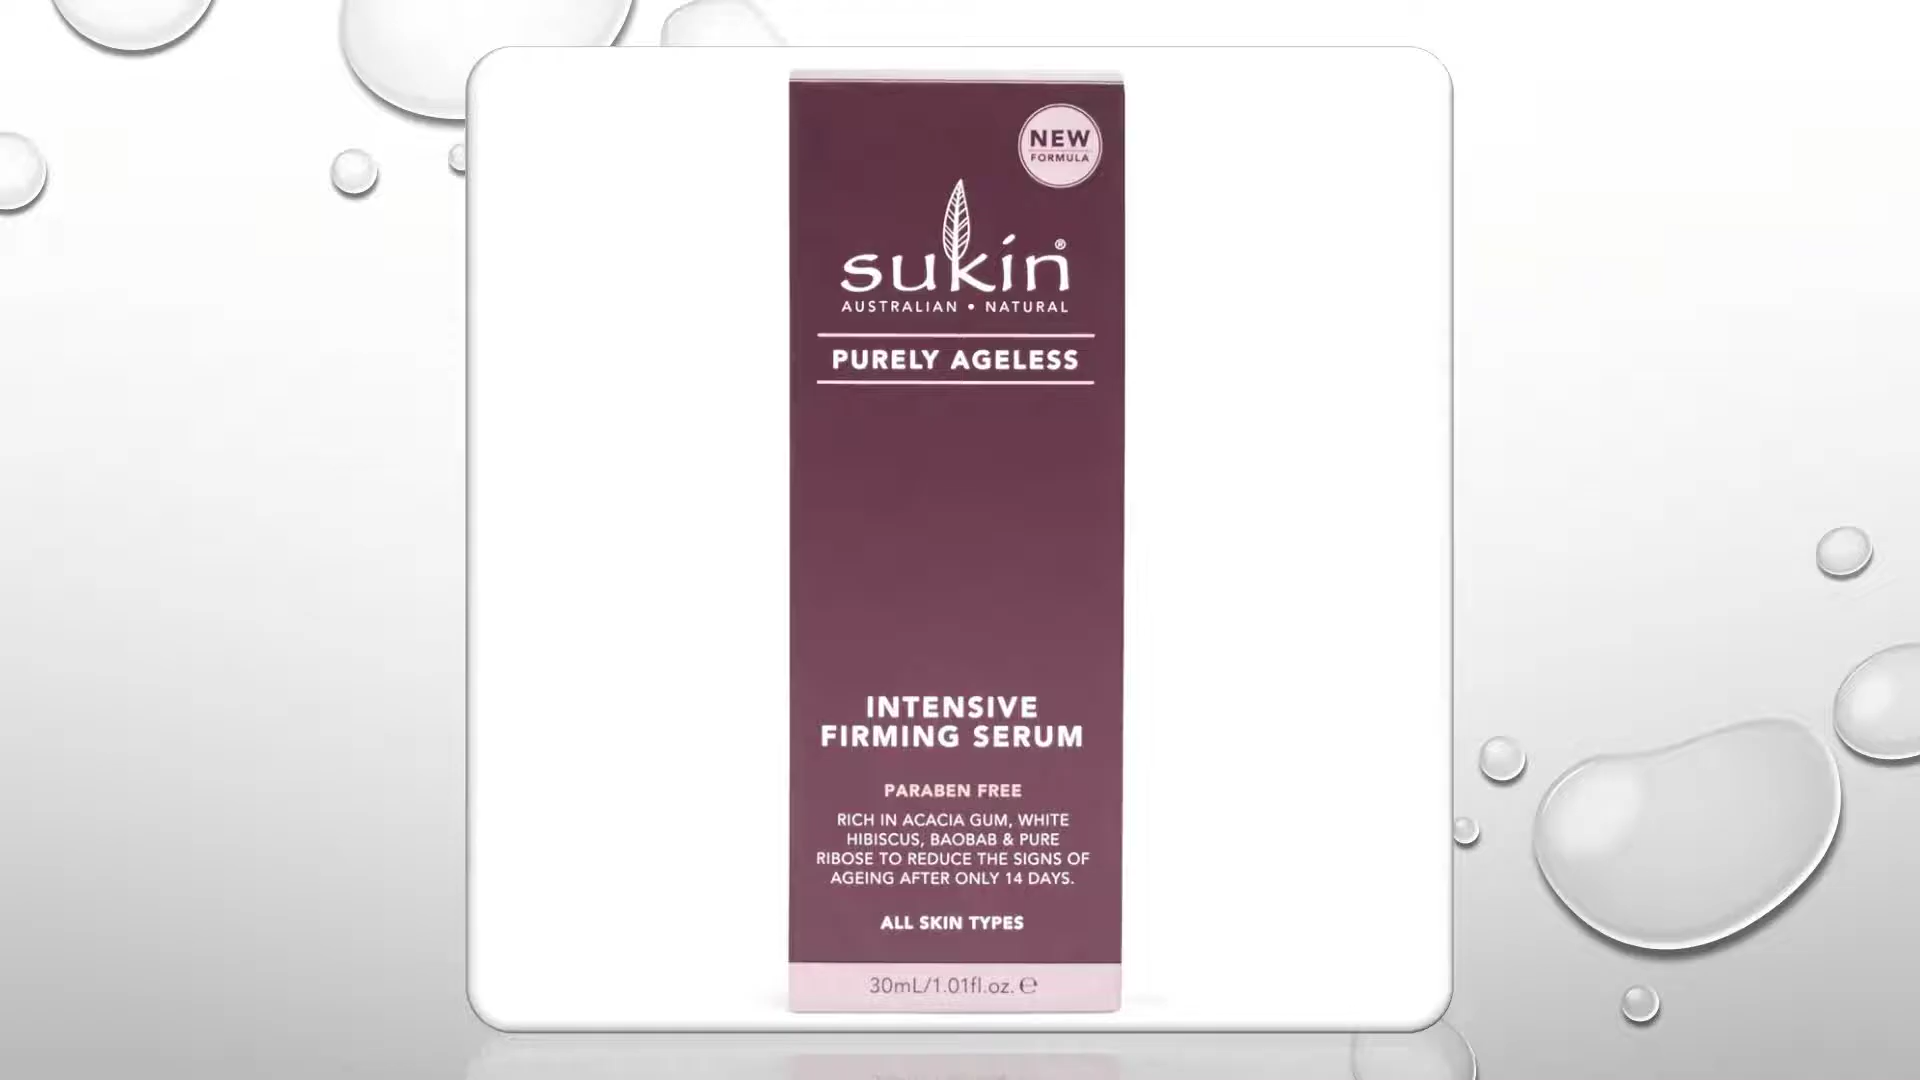 NEW
FORMULA
sukin®
AUSTRALIAN • NATURAL
PURELY AGELESS
INTENSIVE
FIRMING SERUM
PARABEN FREE
RICH IN ACACIA GUM, WHITE
HIBISCUS, BAOBAB & PURE
RIBOSE TO REDUCE THE SIGNS OF
AGEING AFTER ONLY 14 DAYS.
ALL SKIN TYPES
30mL/1.01fl.oz. ℮